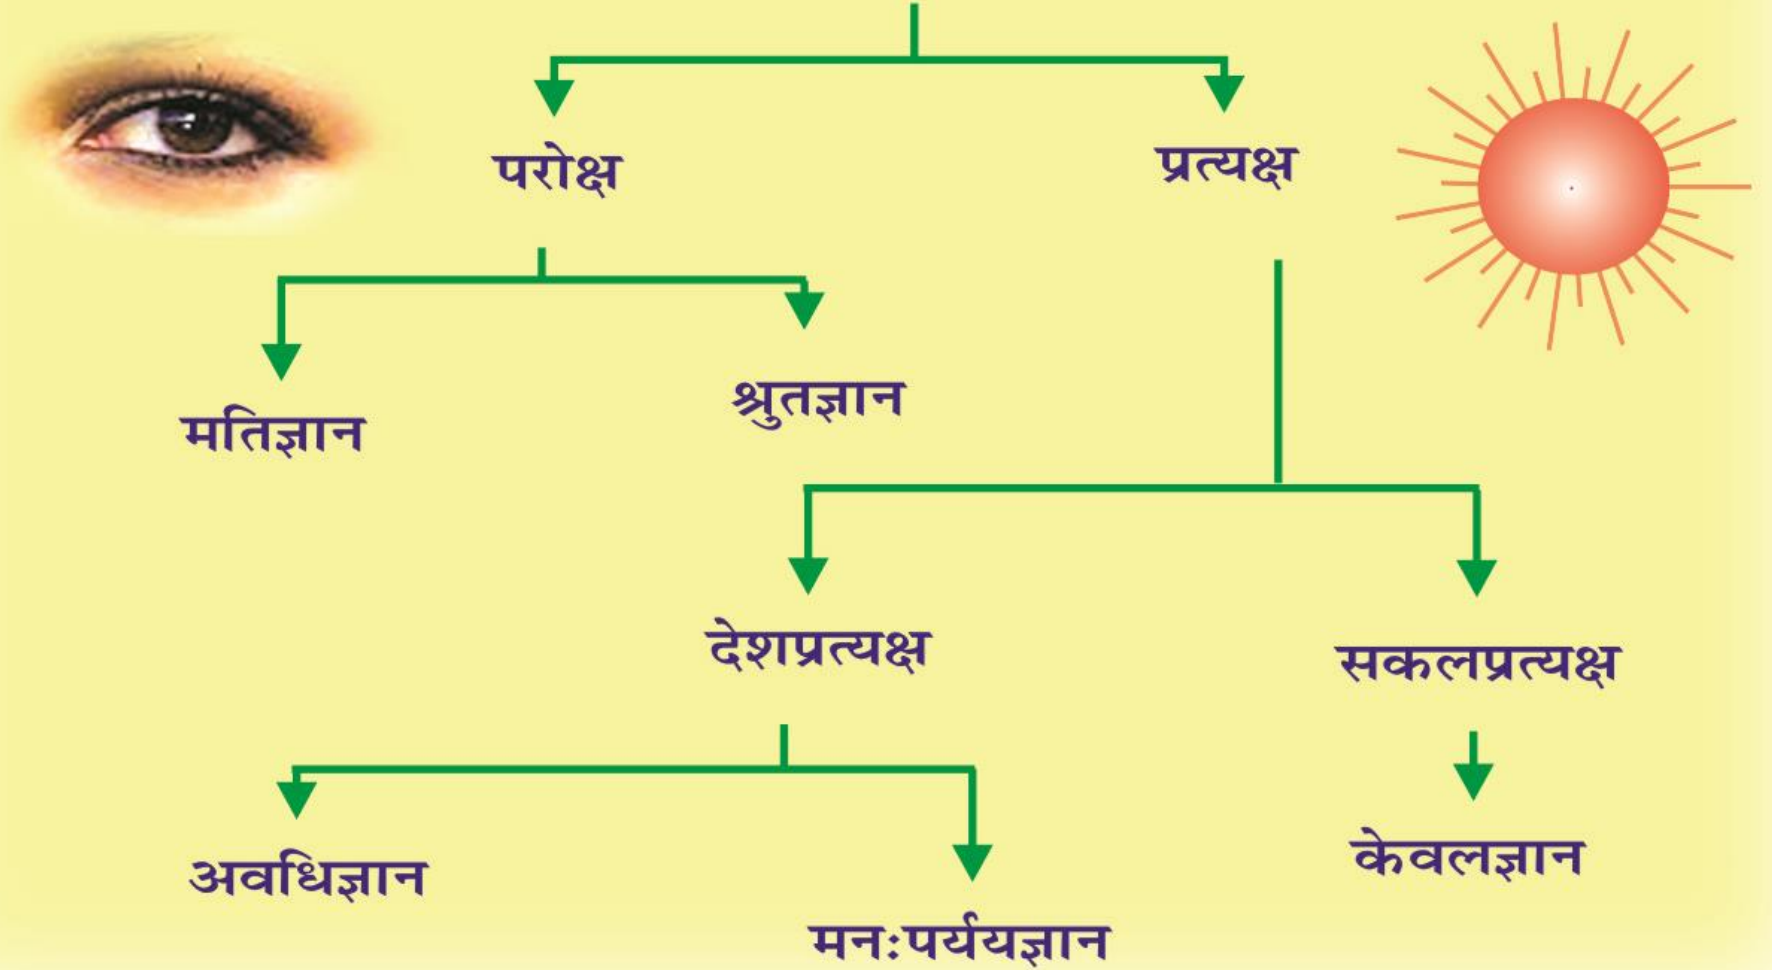 परोक्ष
प्रत्यक्ष
मतिज्ञान
श्रुतज्ञान
देशप्रत्यक्ष
सकलप्रत्यक्ष
अवधिज्ञान
मनःपर्ययज्ञान
केवलज्ञान